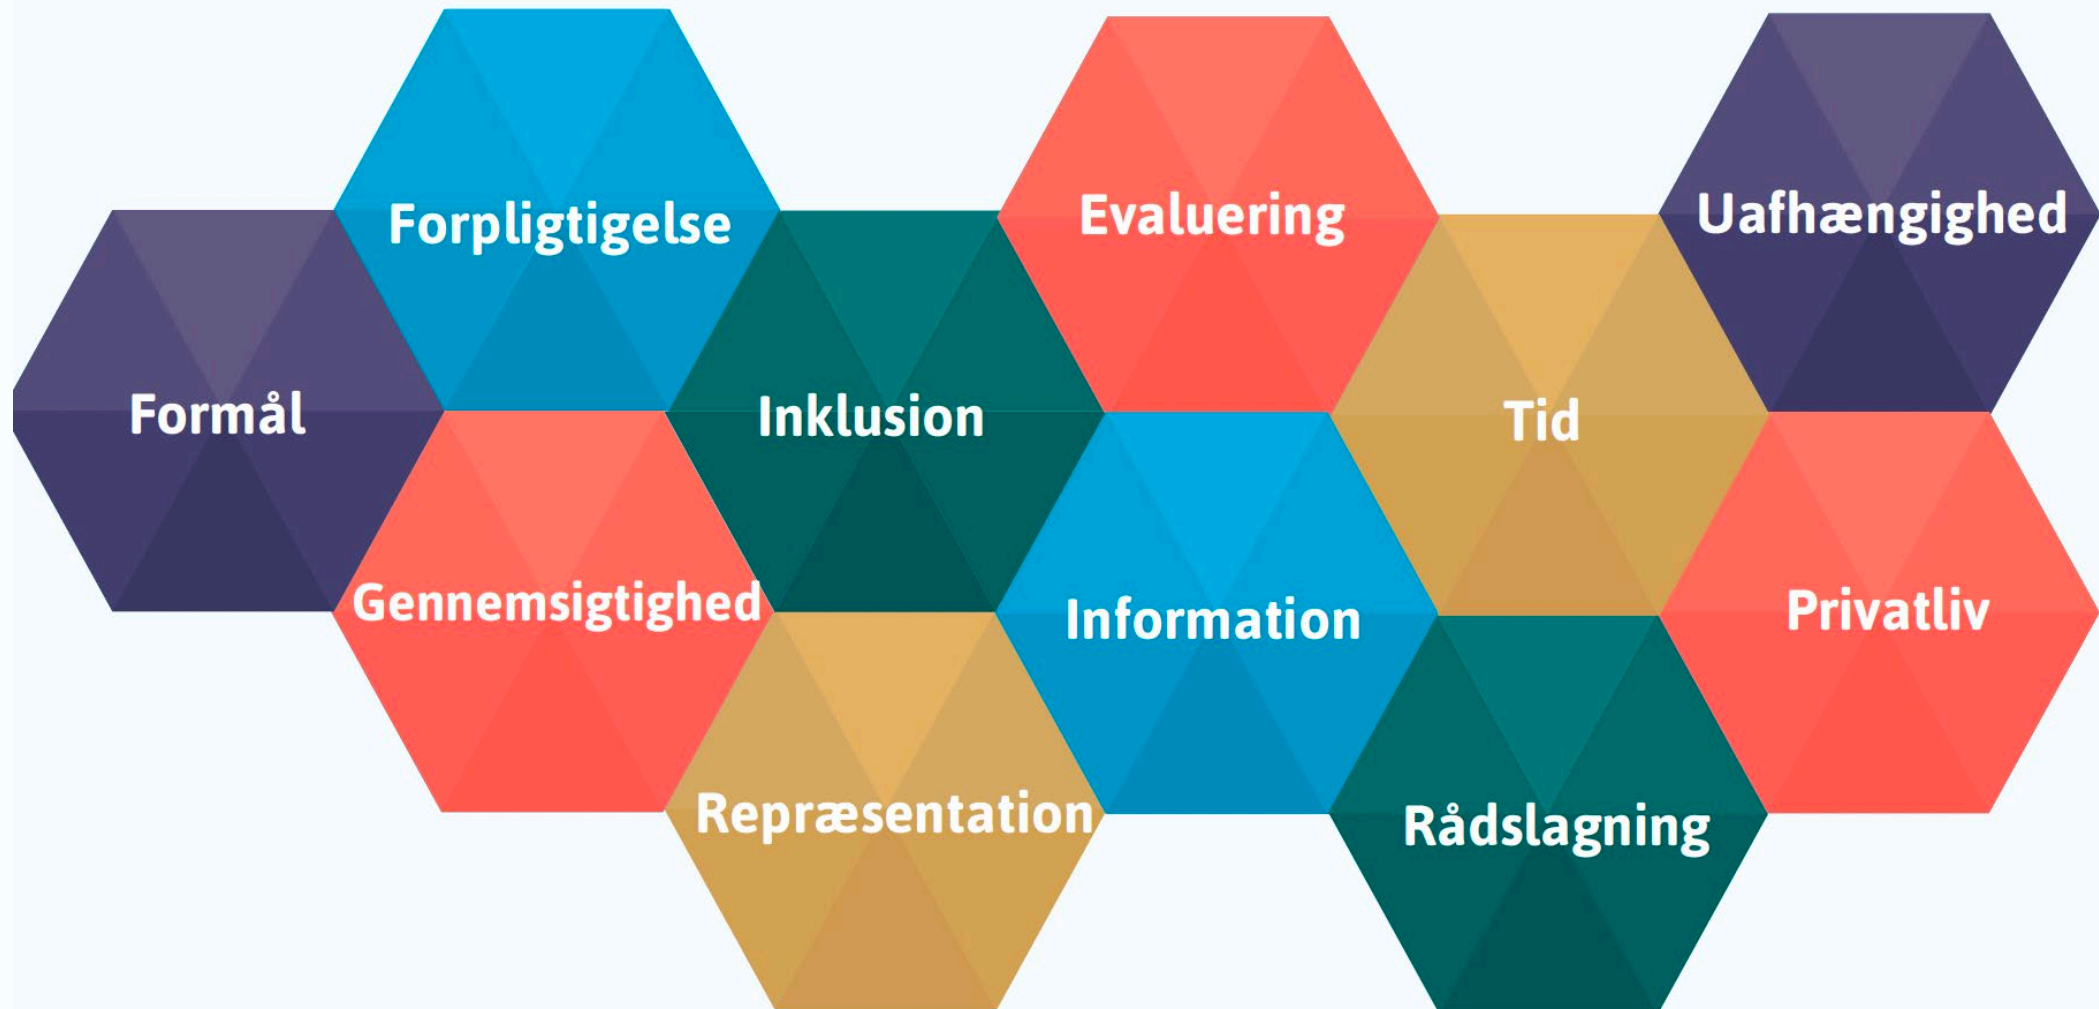 Formål
Forpligtigelse
Gennemsigtighed
Inklusion
Repræsentation
Evaluering
Information
Tid
Rådslagning
Uafhængighed
Privatliv